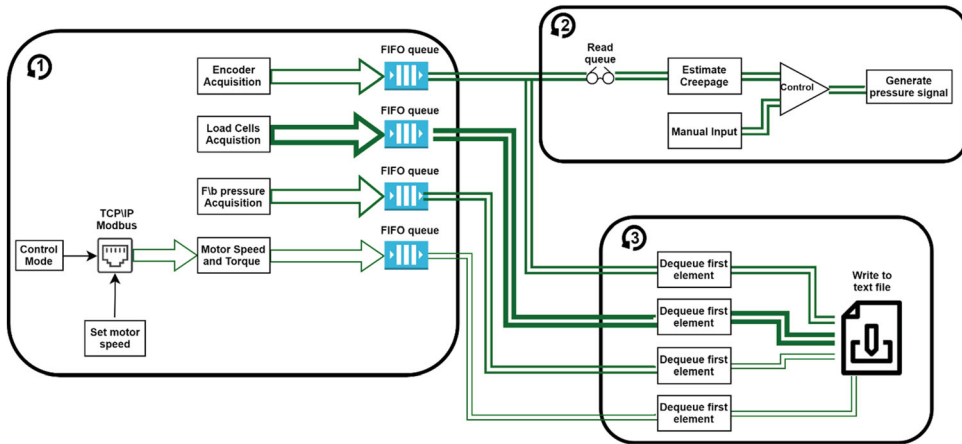 1
Encoder
Acquisition
FIFO queue
Load Cells
Acquistion
FIFO queue
F\b pressure
Acquisition
FIFO queue
TCP\IP
Modbus
Control
Mode
Motor Speed
and Torque
FIFO queue
Set motor
speed
2
Read
queue
Estimate
Creepage
Control
Generate
pressure signal
Manual Input
3
Dequeue first
element
Write to
text file
Dequeue first
element
Dequeue first
element
Dequeue first
element